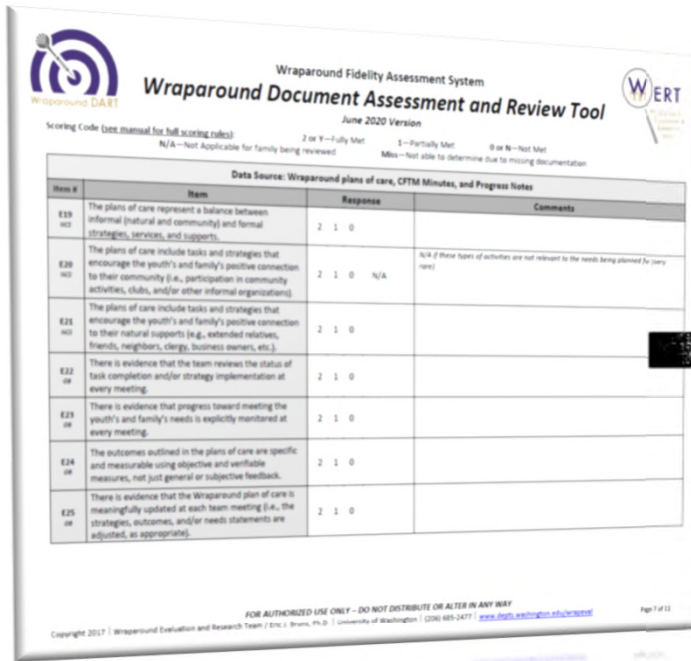 Wraparound Fidelity Assessment System
Wraparound Document Assessment and Review Tool
June 2020 Version
Wraparound DART
WERT
Scoring Code (see manual for full scoring rules):
2 or Y—Fully Met 1—Partially Met 0 or N—Not Met
N/A—Not Applicable for family being reviewed Miss—Not able to determine due to missing documentation
Data Source: Wraparound plans of care, CFTM Minutes, and Progress Notes
Item # Item Response Comments
E19
The plans of care represent a balance between
informal (natural and community) and formal
strategies, services, and supports.
2 1 0
E20
The plans of care include tasks and strategies that
encourage the youth's and family's positive connection
to their community (i.e., participation in community
activities, clubs, and/or other informal organizations).
2 1 0 N/A
N/A if these types of activities are not relevant to the needs being planned for (very
rare)
E21
The plans of care include tasks and strategies that
encourage the youth's and family's positive connection
to their natural supports (e.g., extended relatives,
friends, neighbors, clergy, business owners, etc.).
2 1 0
E22
There is evidence that the team reviews the status of
task completion and/or strategy implementation at
every meeting.
2 1 0
E23
There is evidence that progress toward meeting the
youth's and family's needs is explicitly monitored at
every meeting.
2 1 0
E24
The outcomes outlined in the plans of care are specific
and measurable using objective and verifiable
measures, not just general or subjective feedback.
2 1 0
E25
There is evidence that the Wraparound plan of care is
meaningfully updated at each team meeting (i.e., the
strategies, outcomes, and/or needs statements are
adjusted, as appropriate).
2 1 0
FOR AUTHORIZED USE ONLY – DO NOT DISTRIBUTE OR ALTER IN ANY WAY
Copyright 2017 | Wraparound Evaluation and Research Team / Eric J. Bruns, Ph.D. | University of Washington | (206) 685-2477 | www.depts.washington.edu/wrapeval Page 7 of 11